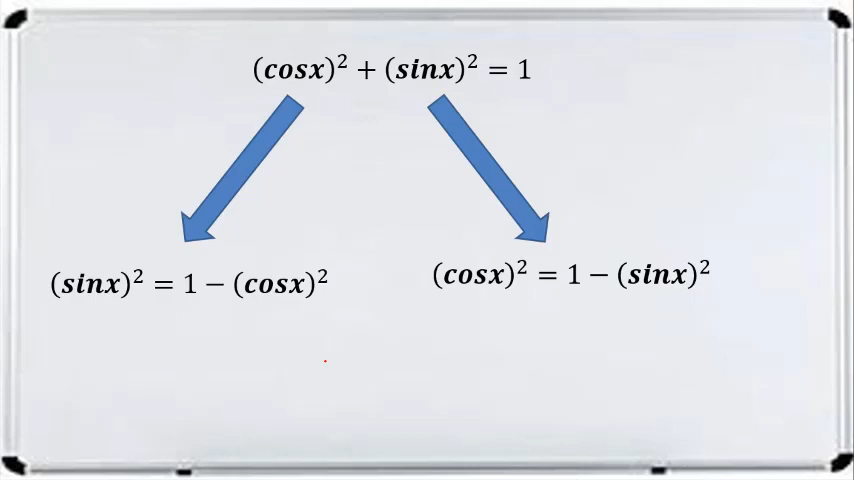 (cosx)² + (sinx)² = 1
(sinx)² = 1 − (cosx)²
(cosx)² = 1 − (sinx)²